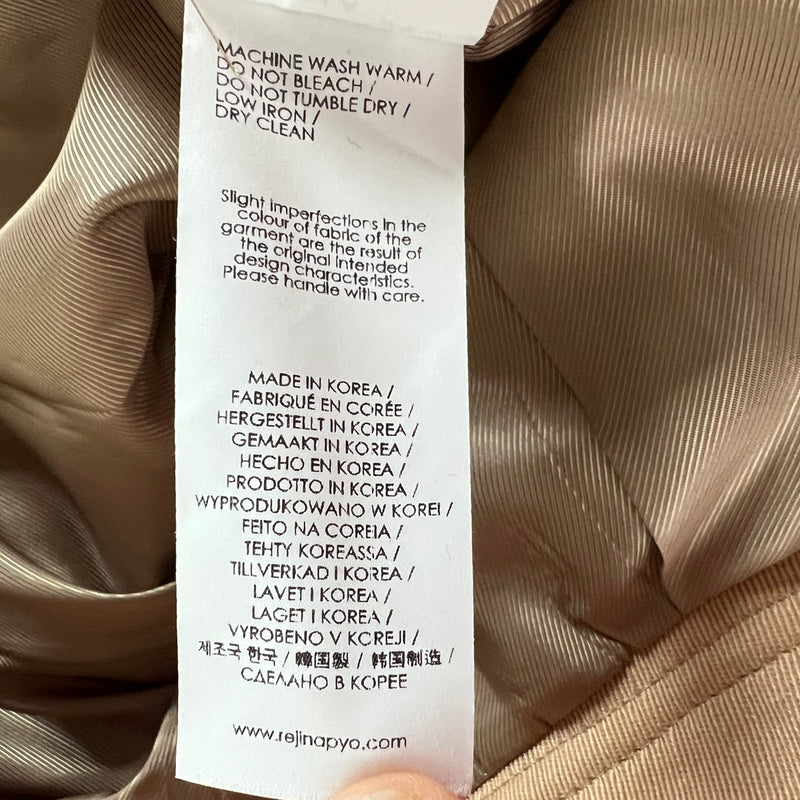 MACHINE WASH WARM /
DO NOT BLEACH /
DO NOT TUMBLE DRY /
LOW IRON /
DRY CLEAN
Slight imperfections in the
colour of fabric of the
garment are the result of
the original intended
design characteristics.
Please handle with care.
MADE IN KOREA /
FABRIQUÉ EN CORÉE /
HERGESTELLT IN KOREA /
GEMAAKT IN KOREA /
HECHO EN KOREA /
PRODOTTO IN KOREA /
WYPRODUKOWANO W KOREI /
FEITO NA COREIA /
TEHTY KOREASSA /
TILLVERKAD I KOREA /
LAVET I KOREA /
LAGET I KOREA /
VYROBENO V KOREJI /
제조국 한국 / 韓国製 / 韩国制造 /
СДЕЛАНО В КОРЕЕ
www.rejinapyo.com